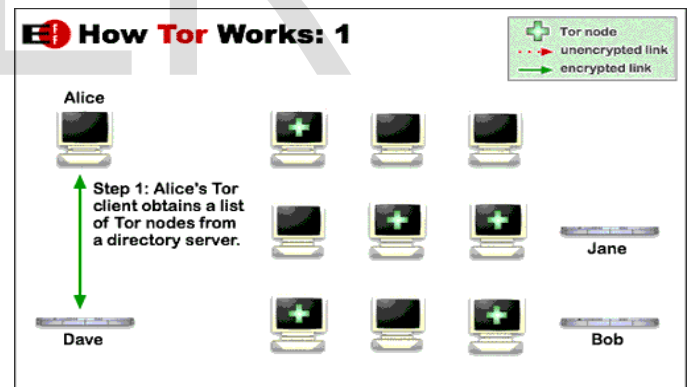 EFF How Tor Works: 1
Tor node
unencrypted link
encrypted link
Alice
Step 1: Alice's Tor
client obtains a list
of Tor nodes from
a directory server.
Jane
Dave
Bob